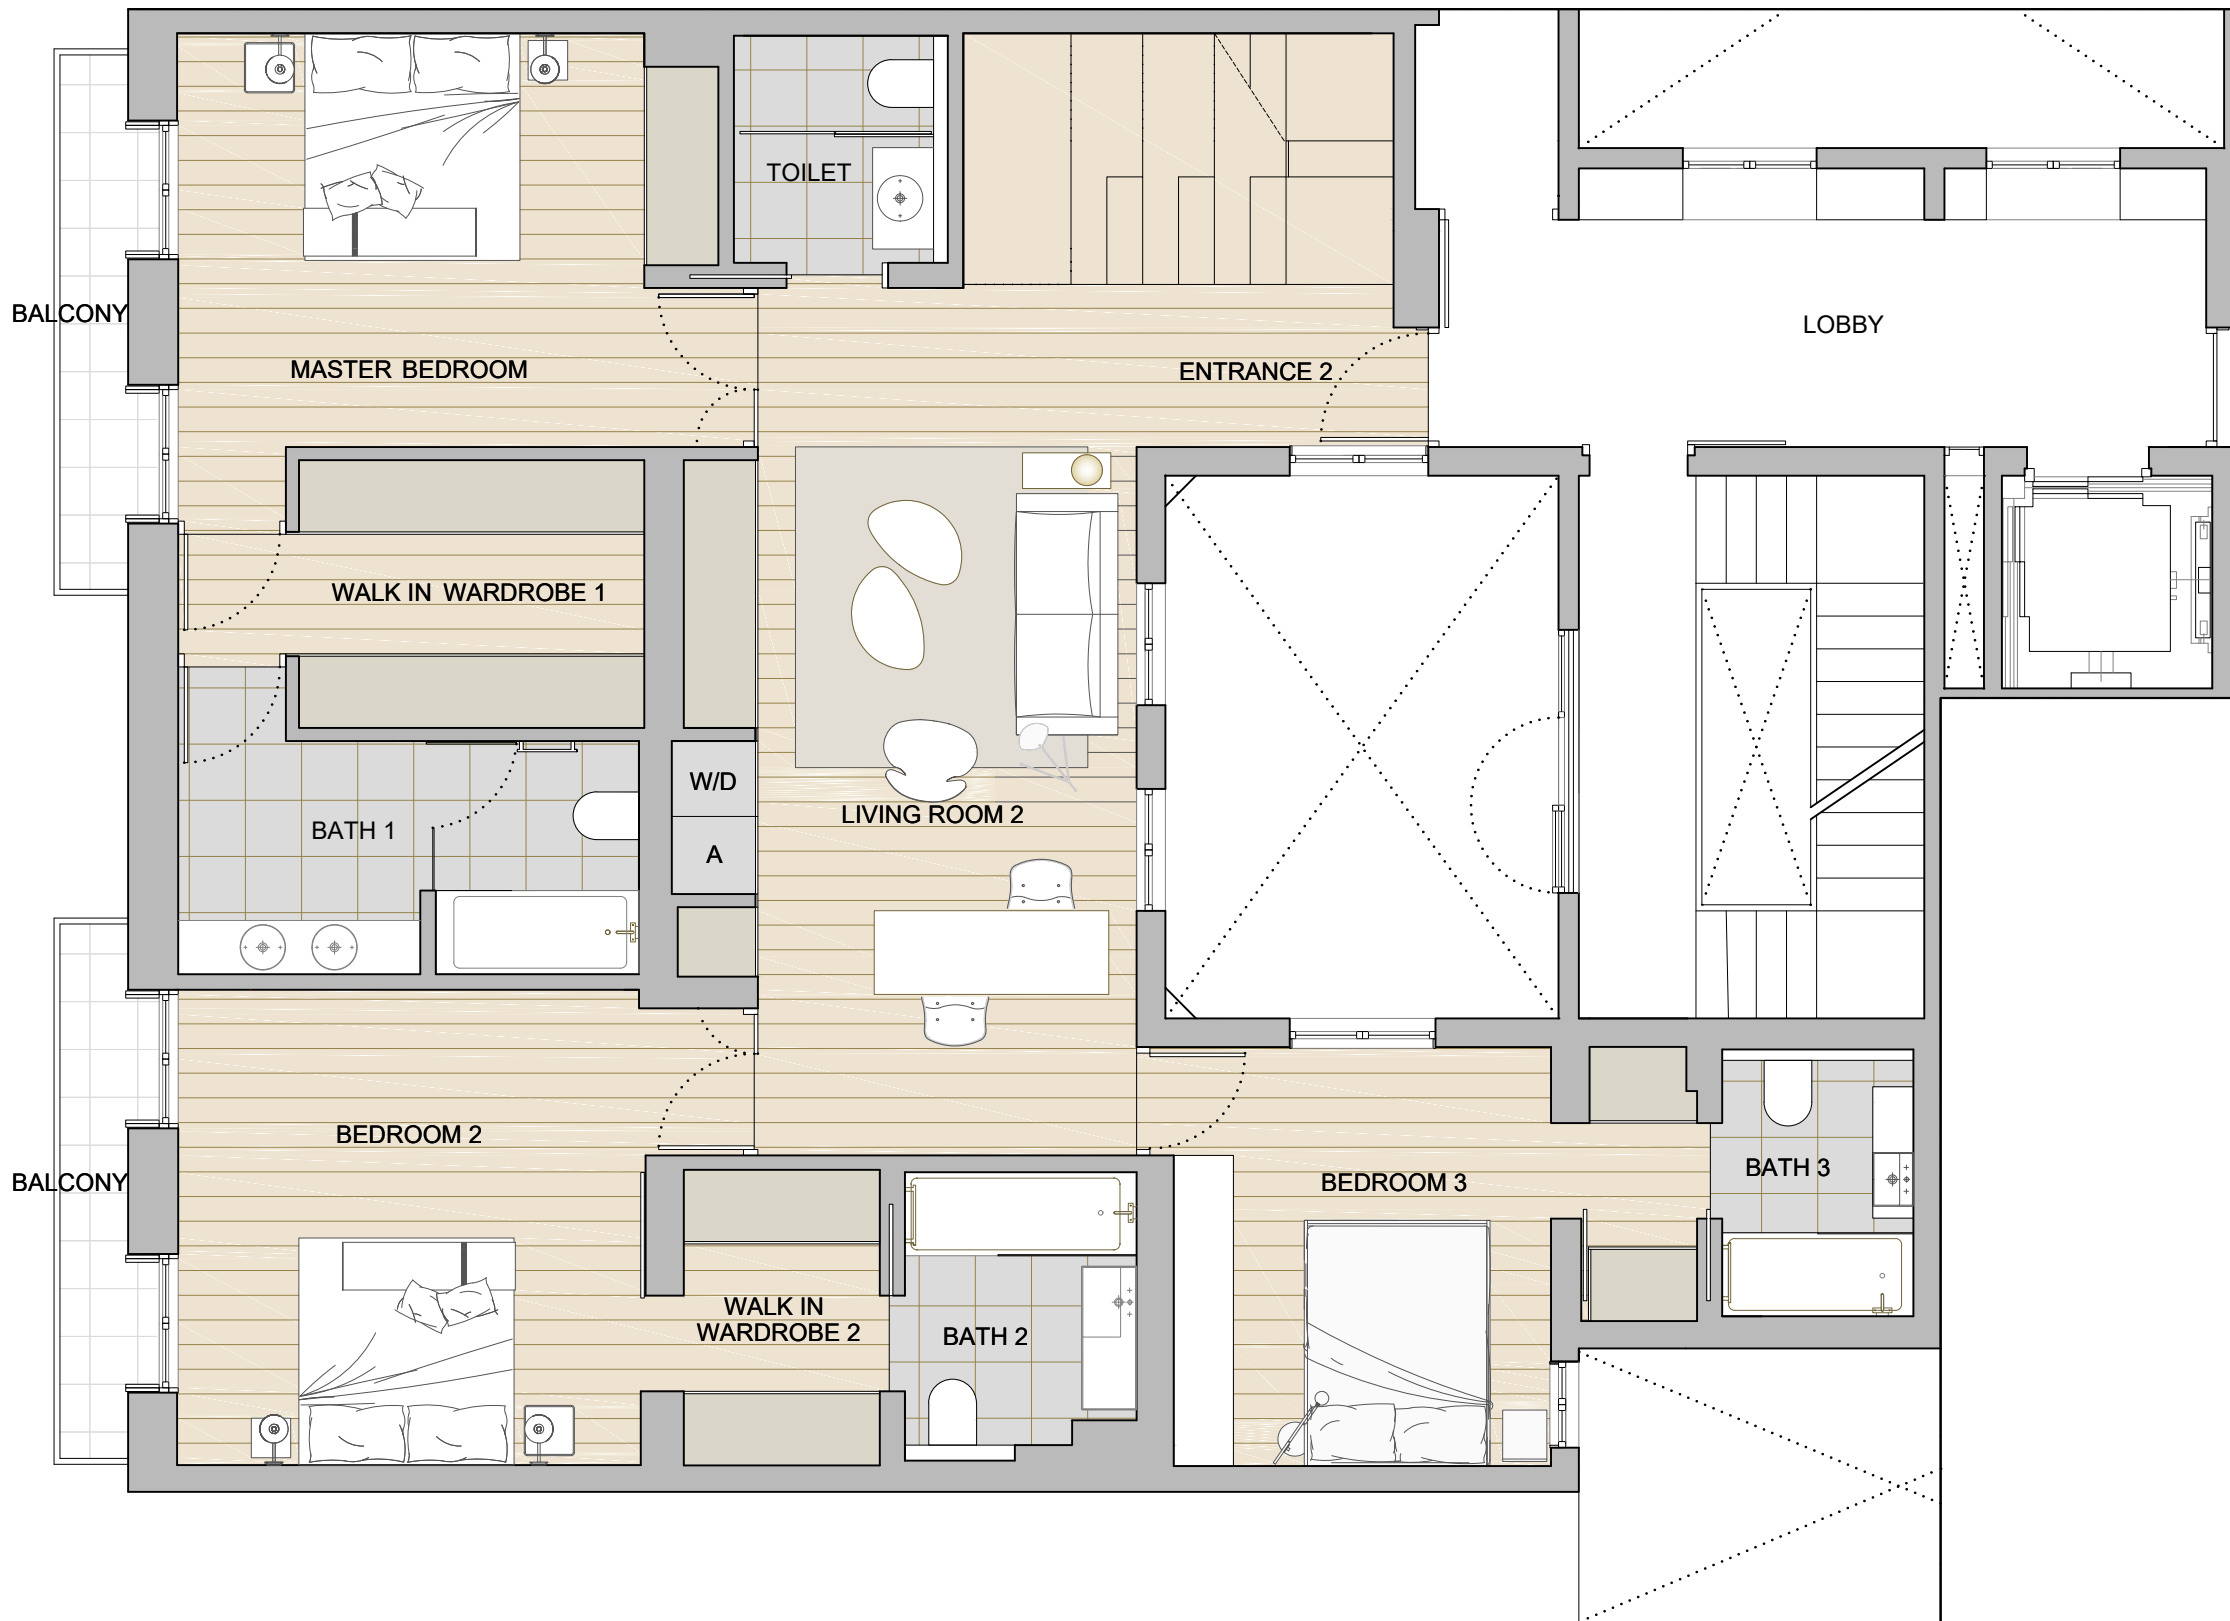 TOILET
BALCONY
LOBBY
MASTER BEDROOM
ENTRANCE 2
WALK IN WARDROBE 1
W/D
LIVING ROOM 2
BATH 1
A
BEDROOM 2
BATH 3
BALCONY
BEDROOM 3
WALK IN
WARDROBE 2
BATH 2